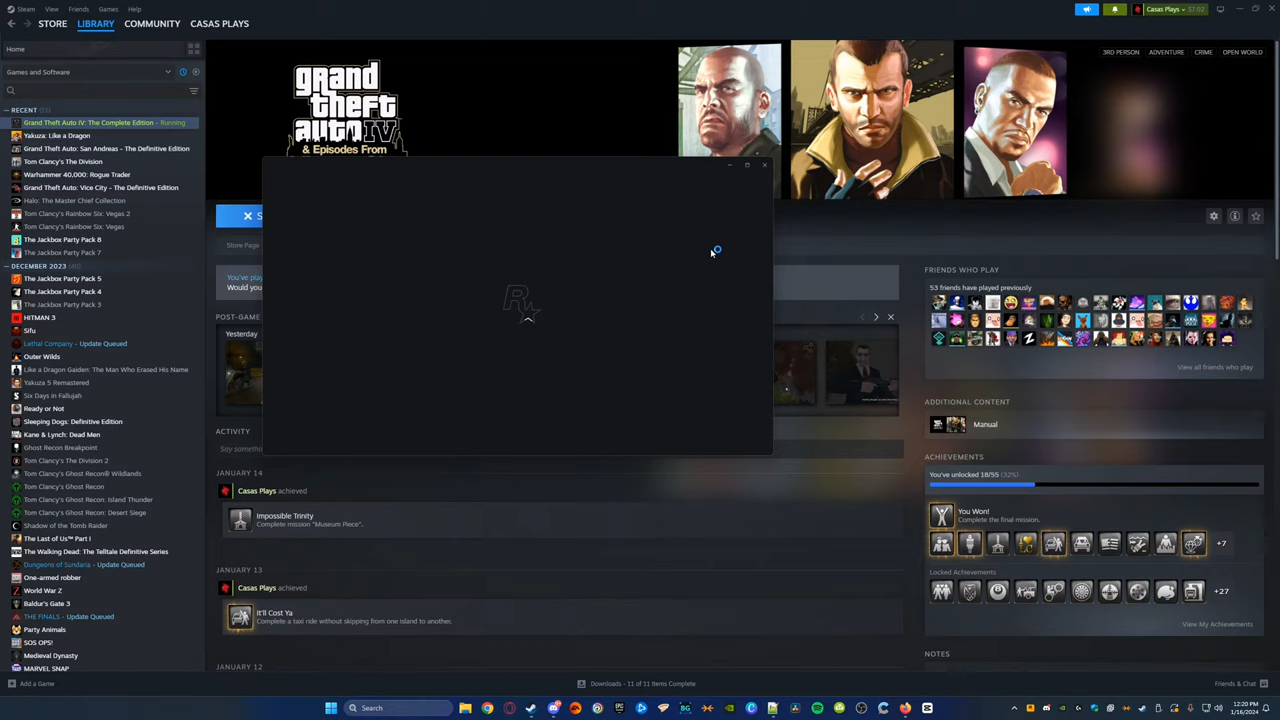 Steam View Friends Games Help
Casas Plays 57:02
STORE LIBRARY COMMUNITY CASAS PLAYS
Home
Games and Software
RECENT (11)
Grand Theft Auto IV: The Complete Edition - Running
Yakuza: Like a Dragon
Grand Theft Auto: San Andreas - The Definitive Edition
Tom Clancy's The Division
Warhammer 40,000: Rogue Trader
Grand Theft Auto: Vice City - The Definitive Edition
Halo: The Master Chief Collection
Tom Clancy's Rainbow Six: Vegas 2
Tom Clancy's Rainbow Six: Vegas
The Jackbox Party Pack 8
The Jackbox Party Pack 7
DECEMBER 2023 (40)
The Jackbox Party Pack 5
The Jackbox Party Pack 4
The Jackbox Party Pack 3
HITMAN 3
Sifu
Lethal Company - Update Queued
Outer Wilds
Like a Dragon Gaiden: The Man Who Erased His Name
Yakuza 5 Remastered
Six Days in Fallujah
Ready or Not
Sleeping Dogs: Definitive Edition
Kane & Lynch: Dead Men
Ghost Recon Breakpoint
Tom Clancy's The Division 2
Tom Clancy's Ghost Recon® Wildlands
Tom Clancy's Ghost Recon
Tom Clancy's Ghost Recon: Island Thunder
Tom Clancy's Ghost Recon: Desert Siege
Shadow of the Tomb Raider
The Last of Us™ Part I
The Walking Dead: The Telltale Definitive Series
Dungeons of Sundaria - Update Queued
One-armed robber
World War Z
Baldur's Gate 3
THE FINALS - Update Queued
Party Animals
SOS OPS!
Medieval Dynasty
MARVEL SNAP
Add a Game
grand
theft
auto IV
& Episodes From
3RD PERSON ADVENTURE CRIME OPEN WORLD
S
Store Page
You've play
Would you
POST-GAME
Yesterday
R
ACTIVITY
Say somethi
JANUARY 14
Casas Plays achieved
Impossible Trinity
Complete mission "Museum Piece".
JANUARY 13
Casas Plays achieved
It'll Cost Ya
Complete a taxi ride without skipping from one island to another.
JANUARY 12
FRIENDS WHO PLAY
53 friends have played previously
View all friends who play
ADDITIONAL CONTENT
Manual
ACHIEVEMENTS
You've unlocked 18/55 (32%)
You Won!
Complete the final mission.
+7
Locked Achievements
+27
View My Achievements
NOTES
Downloads - 11 of 11 Items Complete
Friends & Chat
Search
12:20 PM
1/16/2024